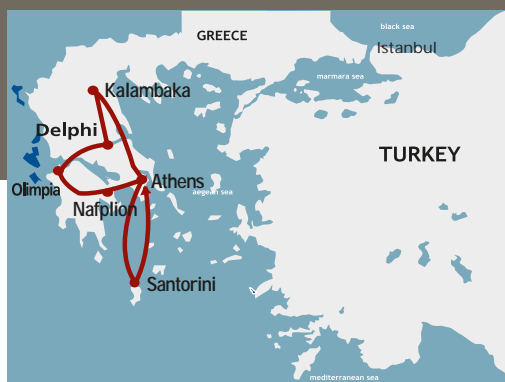 black sea
GREECE
Istanbul
marmara sea
Kalambaka
Delphi
TURKEY
Olimpia
Athens
aegean sea
Nafplion
Santorini
mediterranean sea